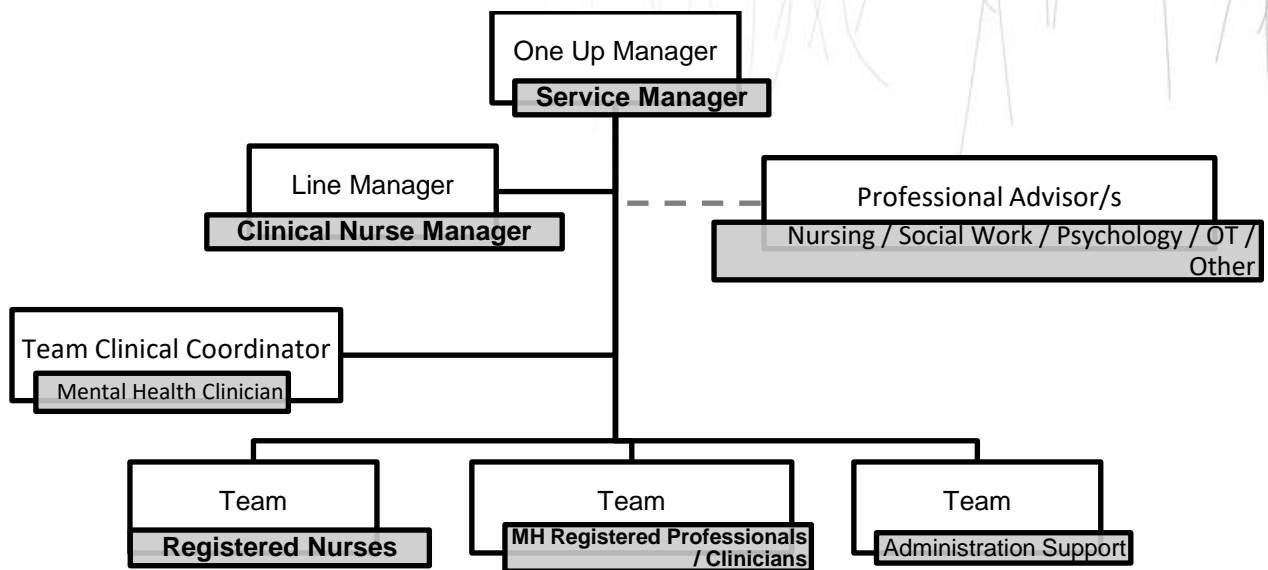 One Up Manager
Service Manager
Line Manager
Clinical Nurse Manager
Professional Advisor/s
Nursing / Social Work / Psychology / OT /
Other
Team Clinical Coordinator
Mental Health Clinician
Team
Registered Nurses
Team
MH Registered Professionals
/ Clinicians
Team
Administration Support